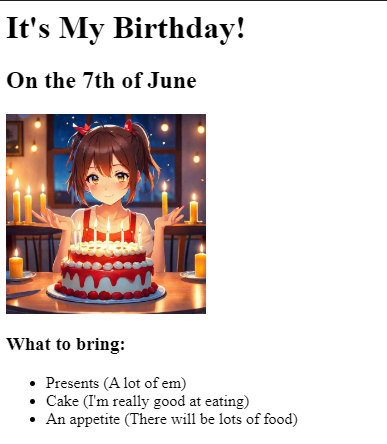 It's My Birthday!
On the 7th of June
What to bring:
• Presents (A lot of em)
• Cake (I'm really good at eating)
• An appetite (There will be lots of food)